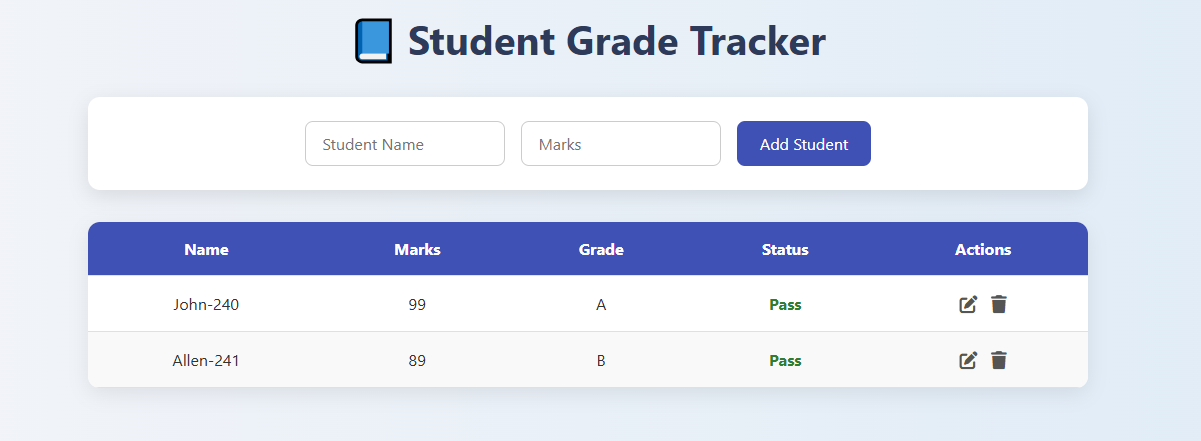 Student Grade Tracker
Student Name Marks Add Student
Name Marks Grade Status Actions
John-240 99 A Pass
Allen-241 89 B Pass